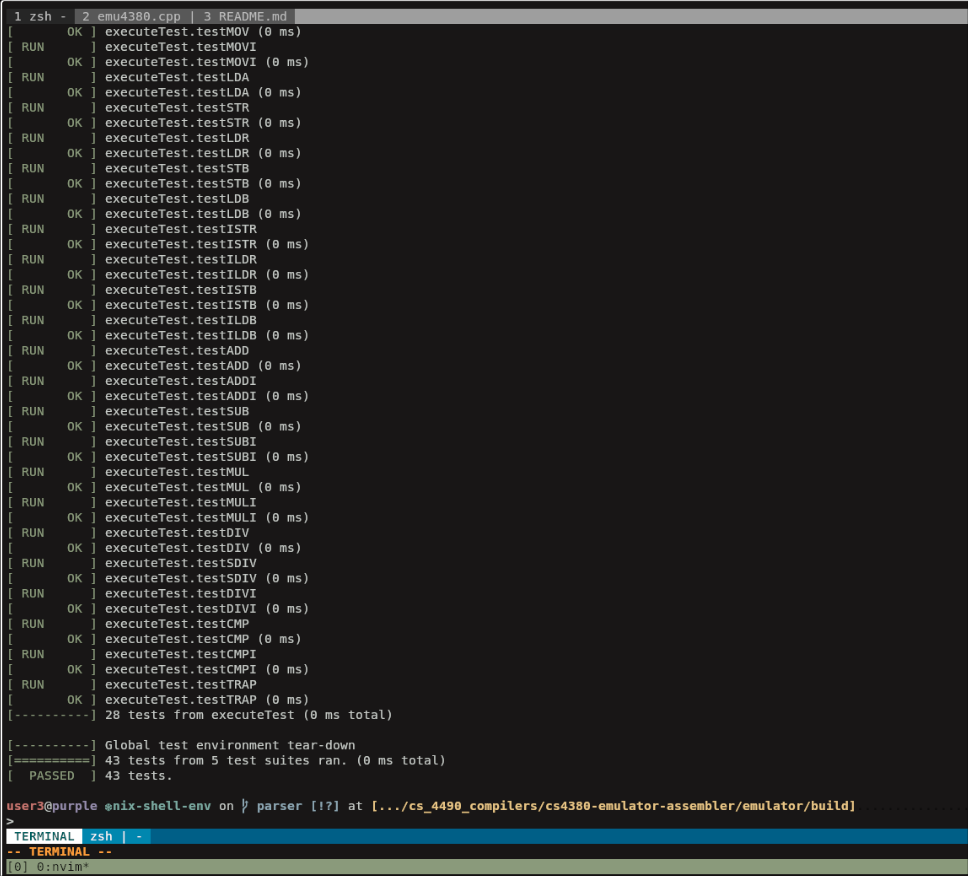 1 zsh - 2 emu4380.cpp | 3 README.md
[       OK ] executeTest.testMOV (0 ms)
[ RUN      ] executeTest.testMOVI
[       OK ] executeTest.testMOVI (0 ms)
[ RUN      ] executeTest.testLDA
[       OK ] executeTest.testLDA (0 ms)
[ RUN      ] executeTest.testSTR
[       OK ] executeTest.testSTR (0 ms)
[ RUN      ] executeTest.testLDR
[       OK ] executeTest.testLDR (0 ms)
[ RUN      ] executeTest.testSTB
[       OK ] executeTest.testSTB (0 ms)
[ RUN      ] executeTest.testLDB
[       OK ] executeTest.testLDB (0 ms)
[ RUN      ] executeTest.testISTR
[       OK ] executeTest.testISTR (0 ms)
[ RUN      ] executeTest.testILDR
[       OK ] executeTest.testILDR (0 ms)
[ RUN      ] executeTest.testISTB
[       OK ] executeTest.testISTB (0 ms)
[ RUN      ] executeTest.testILDB
[       OK ] executeTest.testILDB (0 ms)
[ RUN      ] executeTest.testADD
[       OK ] executeTest.testADD (0 ms)
[ RUN      ] executeTest.testADDI
[       OK ] executeTest.testADDI (0 ms)
[ RUN      ] executeTest.testSUB
[       OK ] executeTest.testSUB (0 ms)
[ RUN      ] executeTest.testSUBI
[       OK ] executeTest.testSUBI (0 ms)
[ RUN      ] executeTest.testMUL
[       OK ] executeTest.testMUL (0 ms)
[ RUN      ] executeTest.testMULI
[       OK ] executeTest.testMULI (0 ms)
[ RUN      ] executeTest.testDIV
[       OK ] executeTest.testDIV (0 ms)
[ RUN      ] executeTest.testSDIV
[       OK ] executeTest.testSDIV (0 ms)
[ RUN      ] executeTest.testDIVI
[       OK ] executeTest.testDIVI (0 ms)
[ RUN      ] executeTest.testCMP
[       OK ] executeTest.testCMP (0 ms)
[ RUN      ] executeTest.testCMPI
[       OK ] executeTest.testCMPI (0 ms)
[ RUN      ] executeTest.testTRAP
[       OK ] executeTest.testTRAP (0 ms)
[----------] 28 tests from executeTest (0 ms total)
[----------] Global test environment tear-down
[==========] 43 tests from 5 test suites ran. (0 ms total)
[  PASSED  ] 43 tests.
user3@purple ❄nix-shell-env on parser [!?] at [.../cs_4490_compilers/cs4380-emulator-assembler/emulator/build]
>
TERMINAL zsh | -
-- TERMINAL --
[0] 0:nvim*